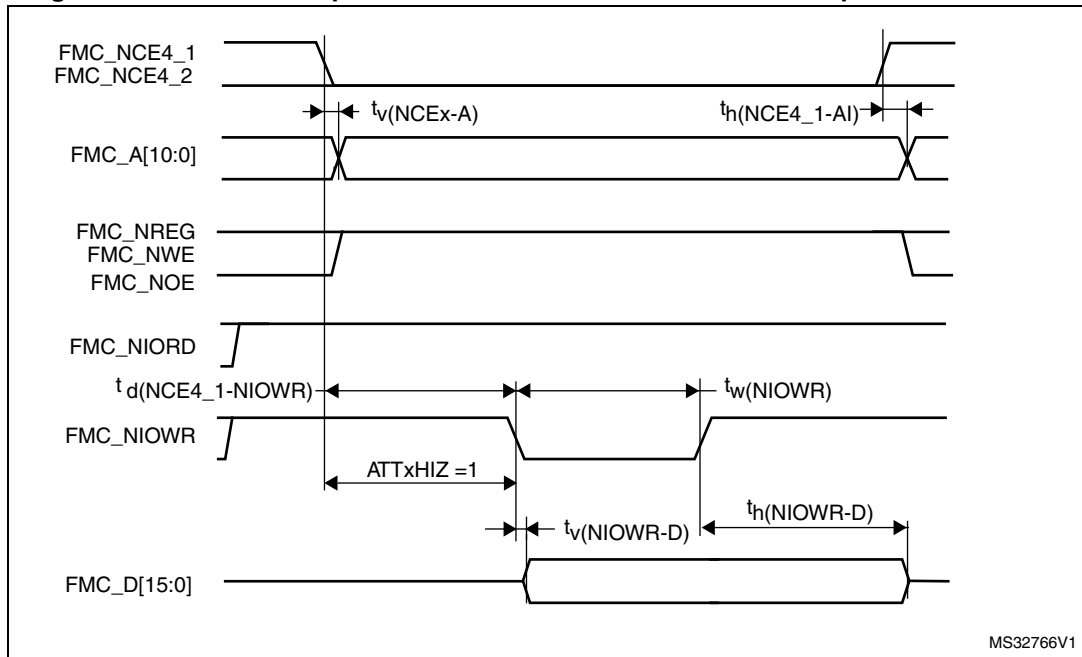 FMC_NCE4_1
FMC_NCE4_2
tv(NCEx-A)
th(NCE4_1-AI)
FMC_A[10:0]
FMC_NREG
FMC_NWE
FMC_NOE
FMC_NIORD
td(NCE4_1-NIOWR)
tw(NIOWR)
FMC_NIOWR
ATTxHIZ =1
tv(NIOWR-D)
th(NIOWR-D)
FMC_D[15:0]
MS32766V1